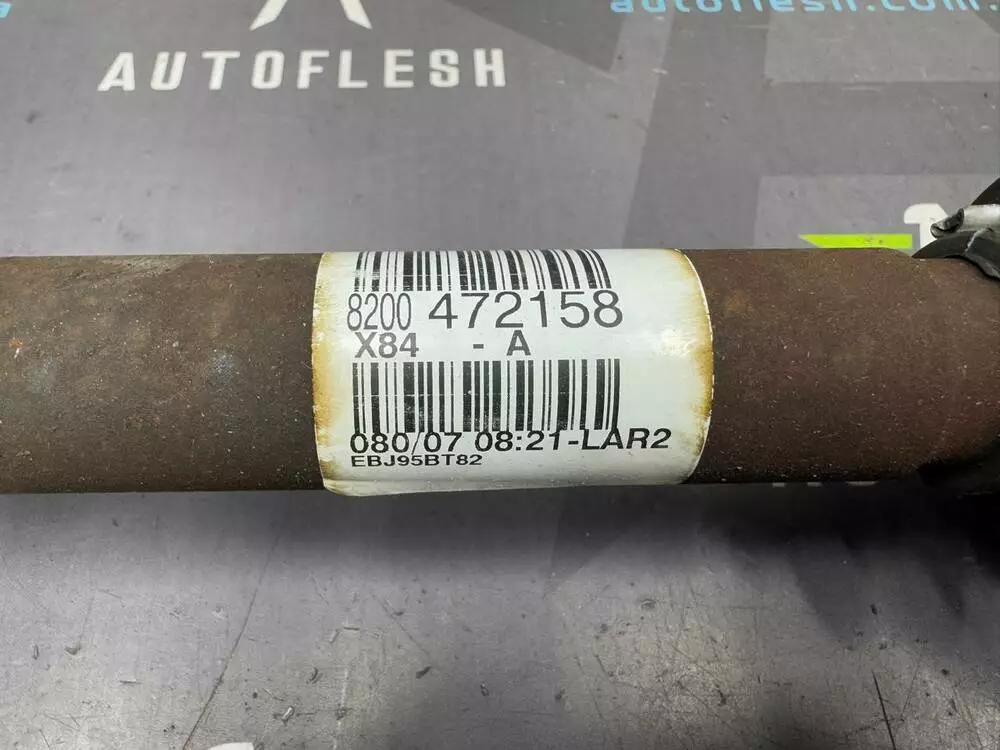 autoflesh.com
AUTOFLESH
8200 472158
X84 - A
080/07 08:21-LAR2
EBJ95BT82